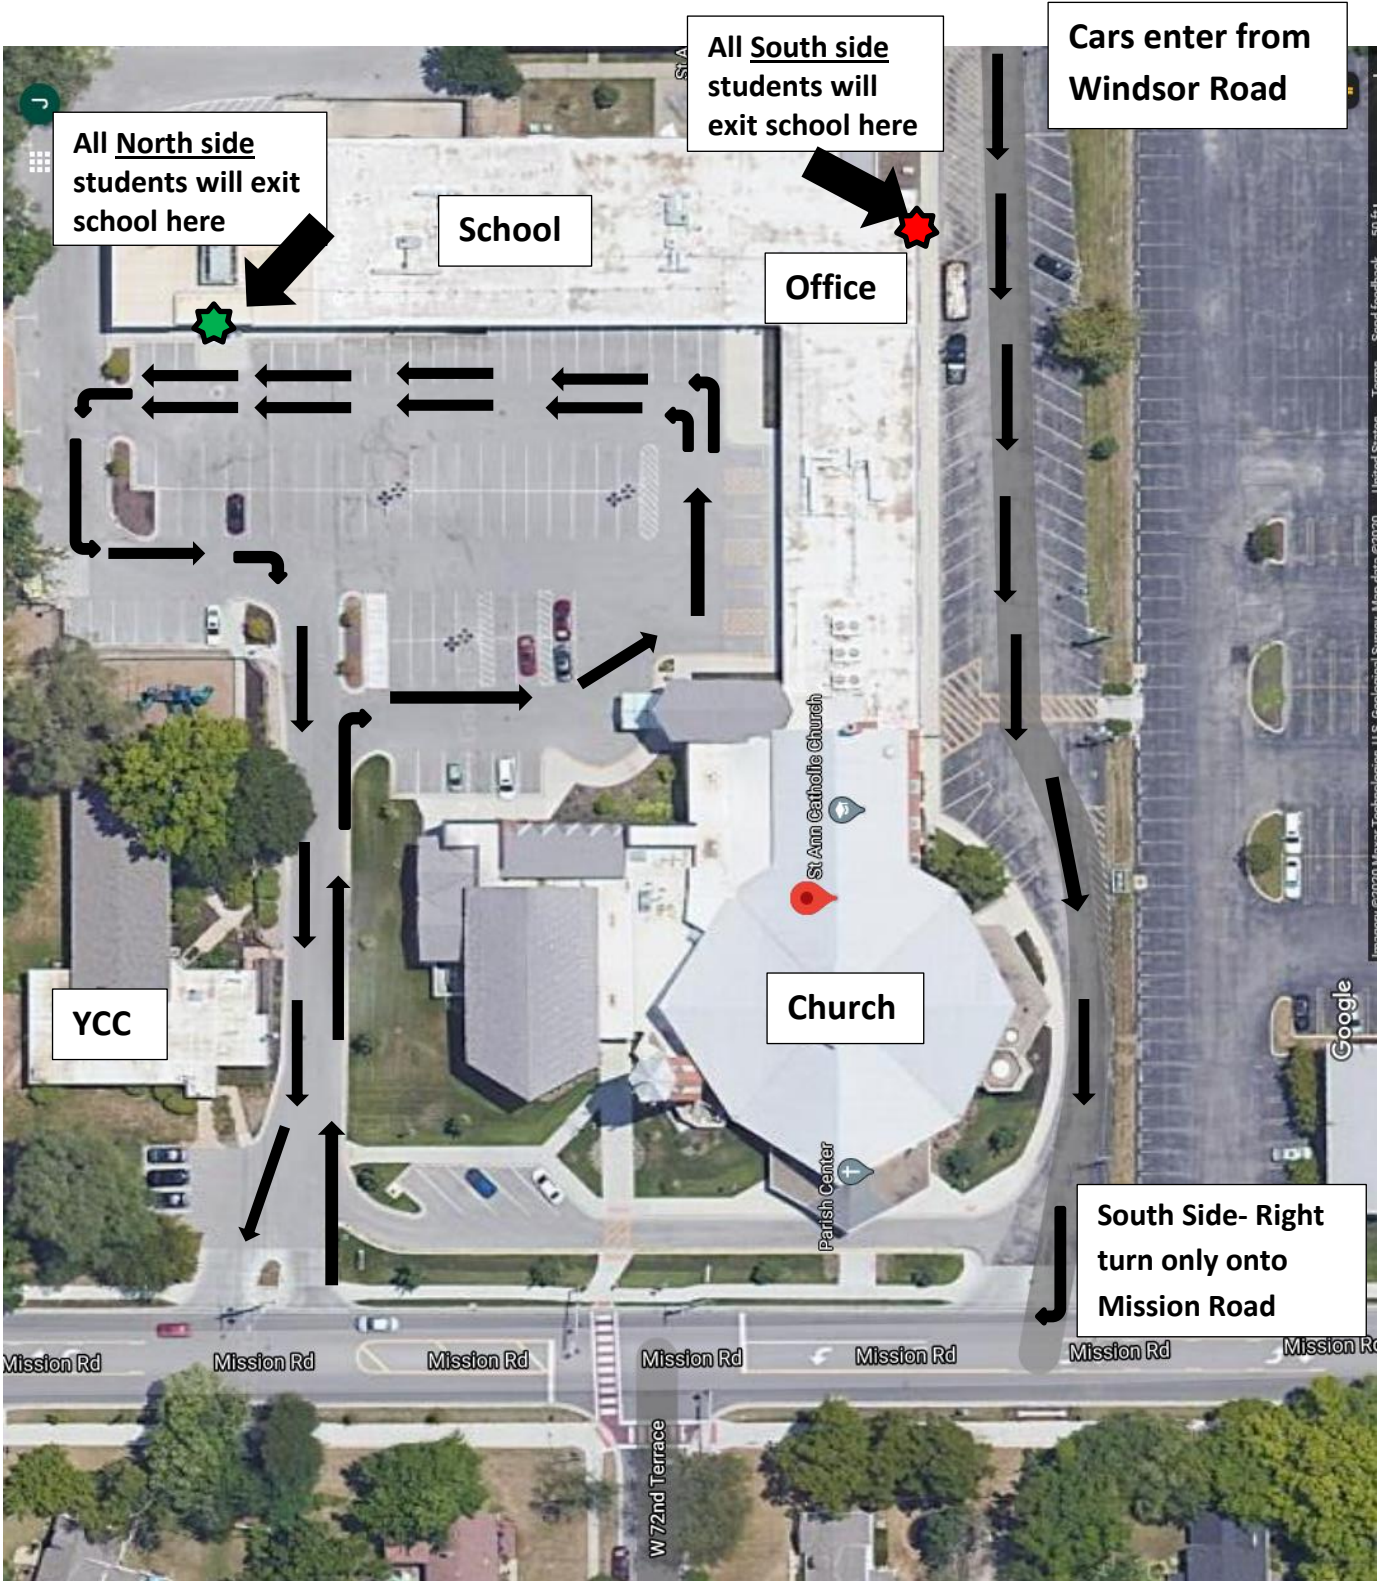 Cars enter from
Windsor Road
All South side
students will
exit school here
St A
J
All North side
students will exit
school here
School
Office
St Ann Catholic Church
Church
YCC
Google
Parish Center
South Side- Right
turn only onto
Mission Road
Mission Rd
Mission Rd
Mission Rd
Mission Rd
Mission Rd
Mission Rd
Mission Rd
W 72nd Terrace